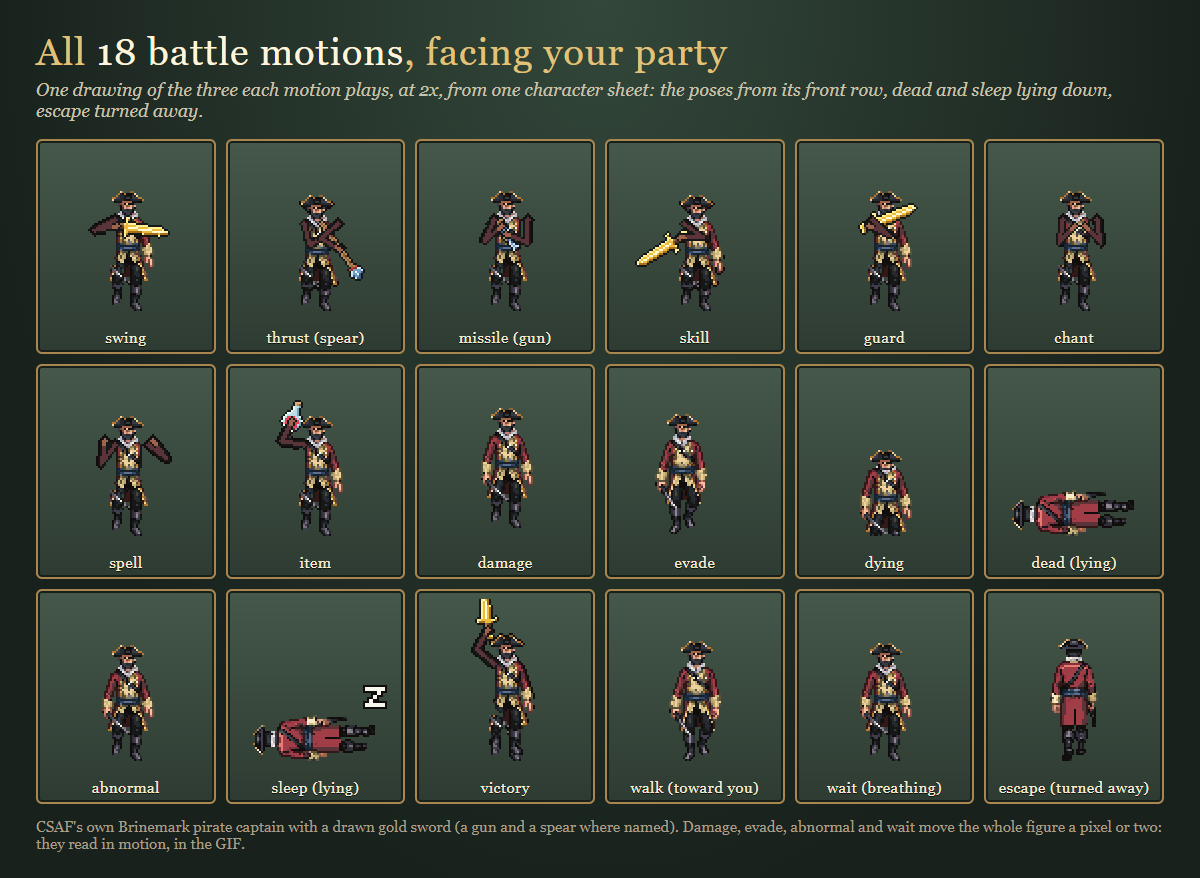 All 18 battle motions, facing your party
One drawing of the three each motion plays, at 2x, from one character sheet: the poses from its front row, dead and sleep lying down,
escape turned away.
swing
thrust (spear)
missile (gun)
skill
guard
chant
spell
item
damage
evade
dying
dead (lying)
Z
abnormal
sleep (lying)
victory
walk (toward you)
wait (breathing)
escape (turned away)
CSAF's own Brinemark pirate captain with a drawn gold sword (a gun and a spear where named). Damage, evade, abnormal and wait move the whole figure a pixel or two:
they read in motion, in the GIF.